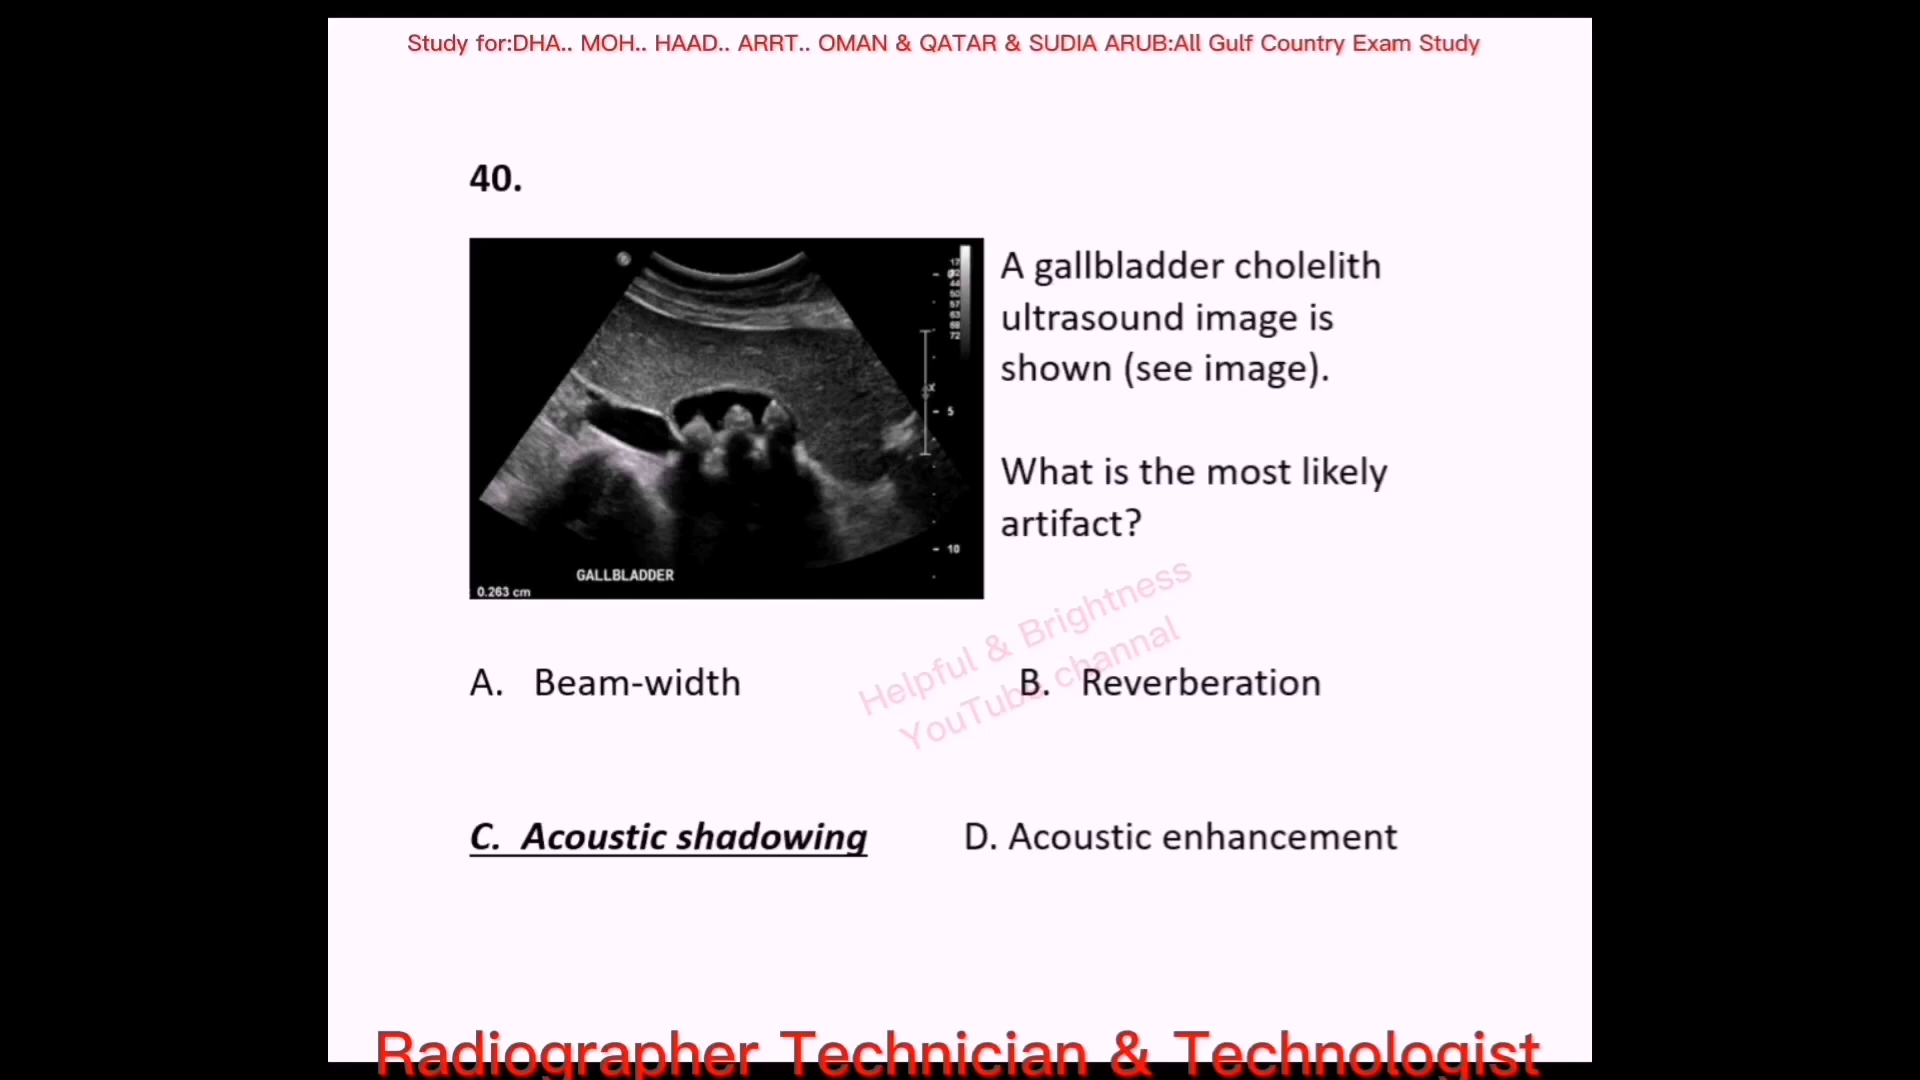 Study for:DHA.. MOH.. HAAD.. ARRT.. OMAN & QATAR & SUDIA ARUB:All Gulf Country Exam Study
40.
A gallbladder cholelith
ultrasound image is
shown (see image).
What is the most likely
artifact?
5
10
GALLBLADDER
0.263 cm
Helpful & Brightness
YouTube channal
A. Beam-width
B. Reverberation
C. Acoustic shadowing
D. Acoustic enhancement
Radiographer Technician & Technologist